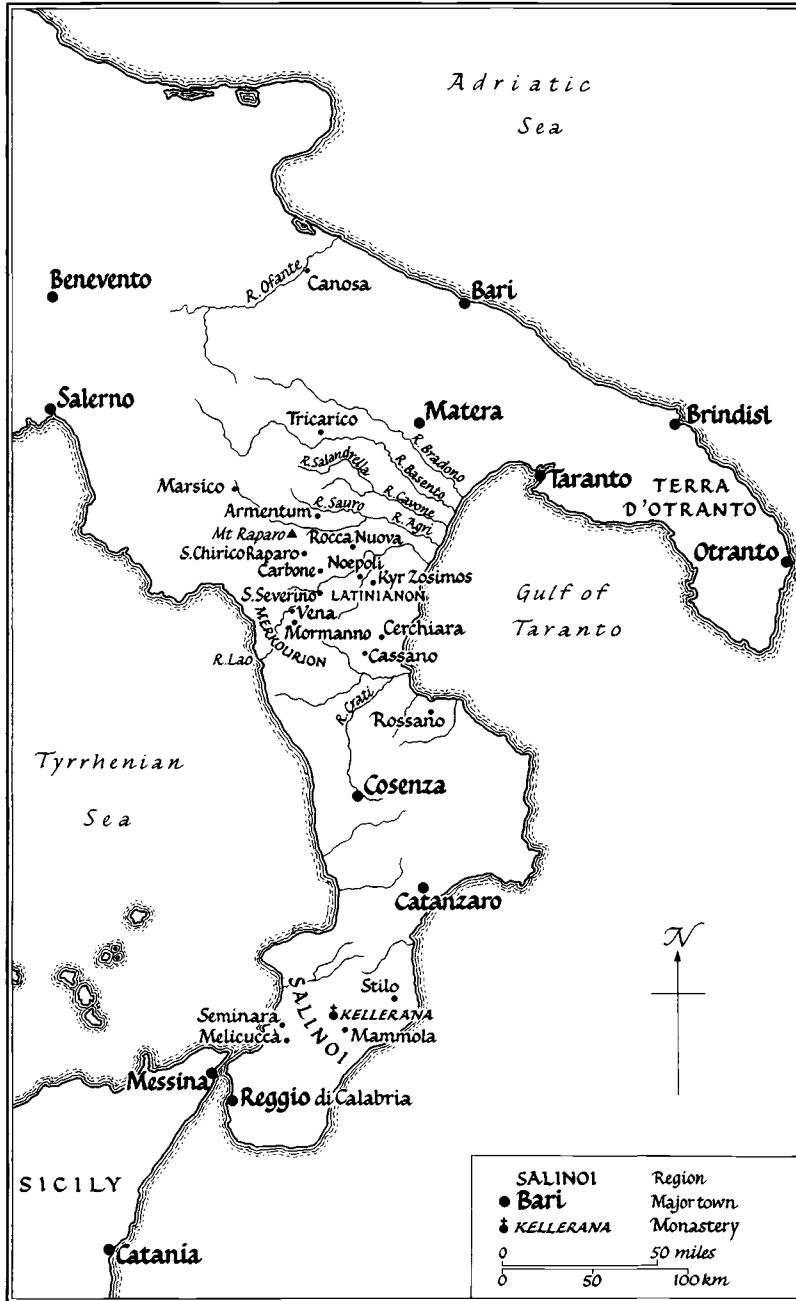 Adriatic
Sea
Benevento
R. Ofante
Canosa
Bari
Salerno
Tricarico
Matera
Brindisi
R. Bradono
R. Salandrella
R. Basento
Taranto
TERRA
D'OTRANTO
Marsico
R. Cavone
R. Sauro
Armentum
R. Agri
Mt Raparo
Rocca Nuova
Otranto
S. Chirico Raparo
Noepoli
Carbone
Kyr Zosimos
S. Severino
LATINIANON
Gulf of
Taranto
Vena
MERKOURION
Mormanno
Cerchiara
R. Lao
Cassano
R. Crati
Rossano
Tyrrhenian
Sea
Cosenza
Catanzaro
N
SALINOI
Stilo
Seminara
KELLERANA
Melicuccà
Mammola
Messina
Reggio di Calabria
SICILY
Catania
SALINOI Region
Bari Major town
KELLERANA Monastery
0 50 miles
0 50 100 km